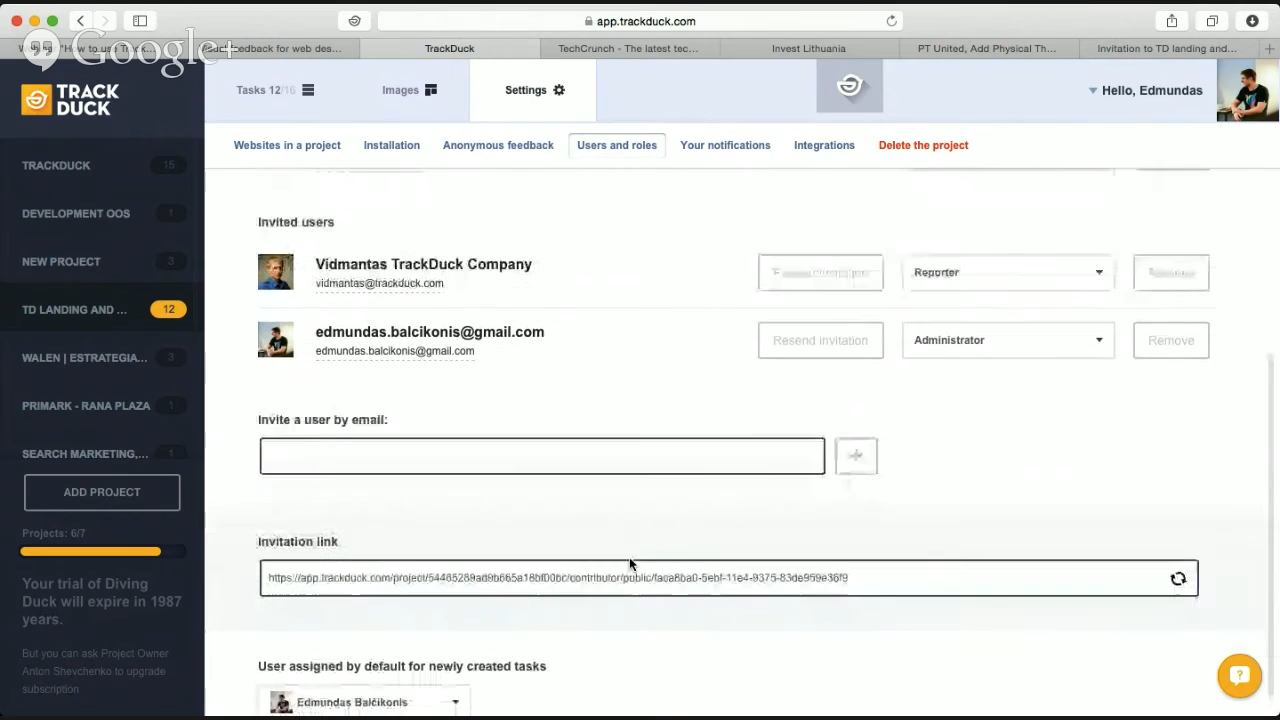 app.trackduck.com
Google+
TrackDuck
TechCrunch - The latest tec...
Invest Lithuania
PT United, Add Physical Th...
Invitation to TD landing and...
TRACK
DUCK
Tasks 12/16
Images
Settings
Hello, Edmundas
Websites in a project
Installation
Anonymous feedback
Users and roles
Your notifications
Integrations
Delete the project
TRACKDUCK 15
DEVELOPMENT OOS 1
NEW PROJECT 3
TD LANDING AND ... 12
WALEN | ESTRATEGIA... 3
PRIMARK - RANA PLAZA 1
SEARCH MARKETING,... 1
ADD PROJECT
Projects: 6/7
Your trial of Diving
Duck will expire in 1987
years.
But you can ask Project Owner
Anton Shevchenko to upgrade
subscription
Invited users
Vidmantas TrackDuck Company
vidmantas@trackduck.com
Reporter
edmundas.balcikonis@gmail.com
edmundas.balcikonis@gmail.com
Resend invitation
Administrator
Remove
Invite a user by email:
Invitation link
User assigned by default for newly created tasks
Edmundas Balcikonis